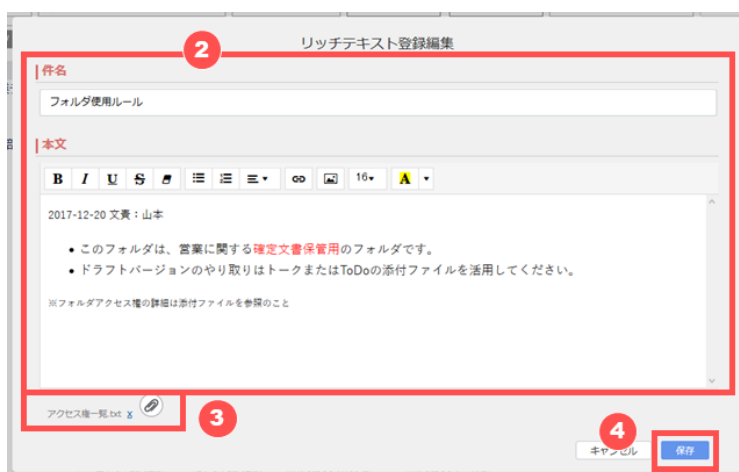 リッチテキスト登録編集
2
件名
フォルダ使用ルール
本文
B I U S 16 A
2017-12-20 文責：山本
• このフォルダは、営業に関する確定文書保管用のフォルダです。
• ドラフトバージョンのやり取りはトークまたはToDoの添付ファイルを活用してください。
※フォルダアクセス権の詳細は添付ファイルを参照のこと
アクセス権一覧.txt x
3
4
キャンセル 保存